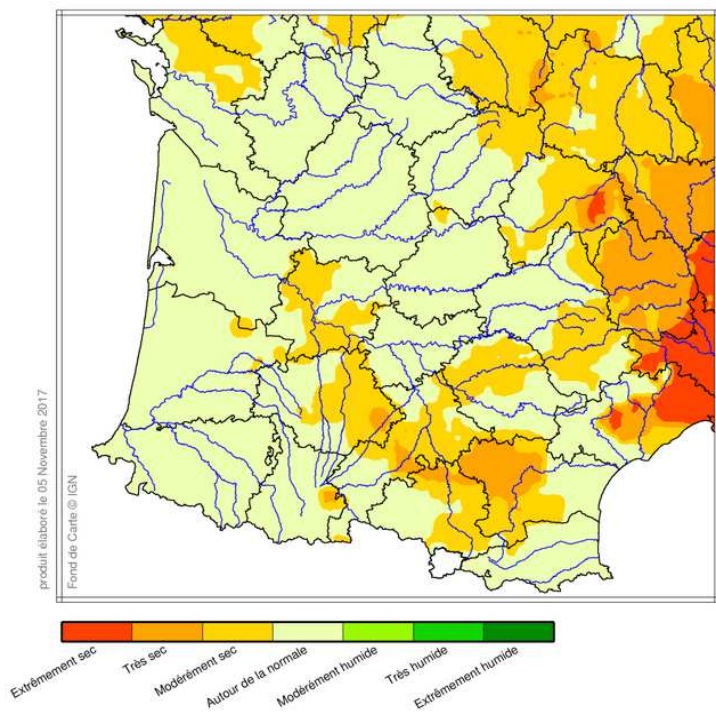 produit élaboré le 05 Novembre 2017
Fond de Carte © IGN
Extrêmement sec
Très sec
Modérément sec
Autour de la normale
Modérément humide
Très humide
Extrêmement humide